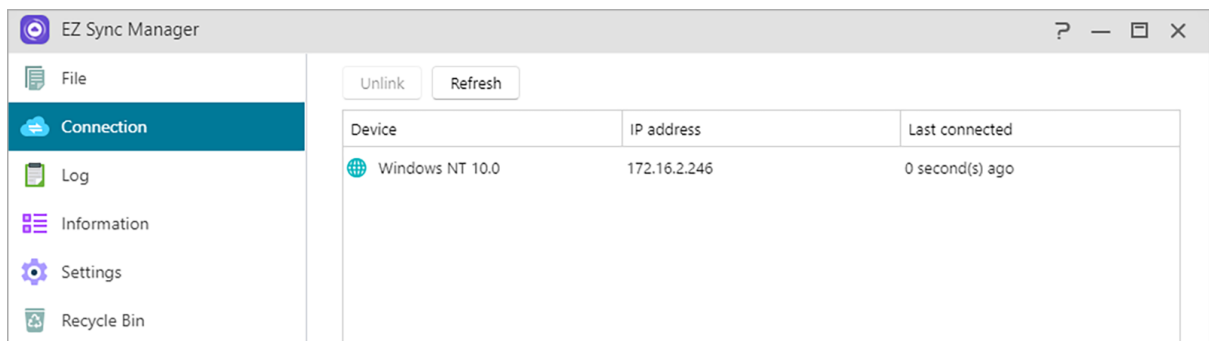 EZ Sync Manager
File
Connection
Log
Information
Settings
Recycle Bin
Unlink Refresh
Device IP address Last connected
Windows NT 10.0 172.16.2.246 0 second(s) ago